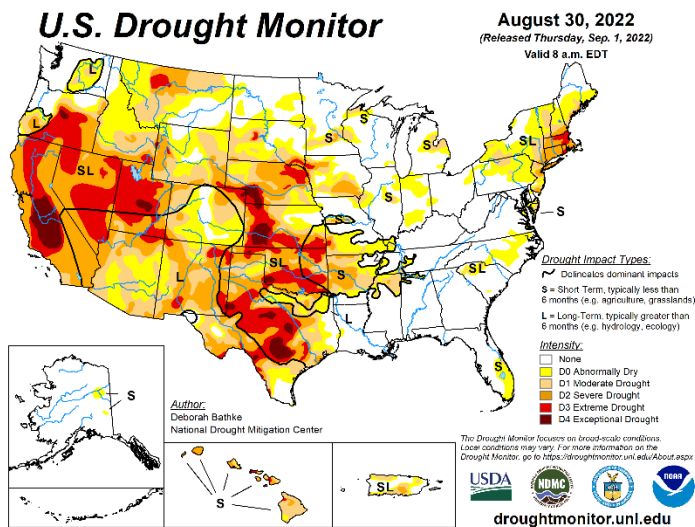 U.S. Drought Monitor
August 30, 2022
(Released Thursday, Sep. 1, 2022)
Valid 8 a.m. EDT
L
S
S
L
S
SL
SL
S
S
SL
SL
S
L
L
S
Drought Impact Types:
Delineates dominant impacts
S = Short-Term, typically less than
6 months (e.g. agriculture, grasslands)
L = Long-Term, typically greater than
6 months (e.g. hydrology, ecology)
Intensity:
None
D0 Abnormally Dry
D1 Moderate Drought
D2 Severe Drought
D3 Extreme Drought
D4 Exceptional Drought
S
Author:
Deborah Bathke
National Drought Mitigation Center
S
SL
The Drought Monitor focuses on broad-scale conditions.
Local conditions may vary. For more information on the
Drought Monitor, go to https://droughtmonitor.unl.edu/About.aspx
USDA
NDMC
NOAA
droughtmonitor.unl.edu